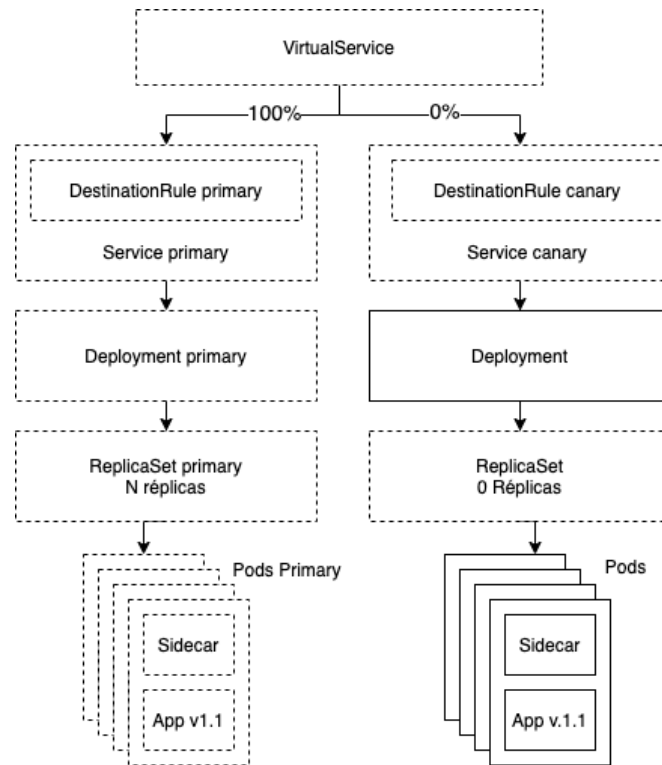 VirtualService
100%
0%
DestinationRule primary
DestinationRule canary
Service primary
Service canary
Deployment primary
Deployment
ReplicaSet primary
N réplicas
ReplicaSet
0 Réplicas
Pods Primary
Pods
Sidecar
Sidecar
App v1.1
App v.1.1